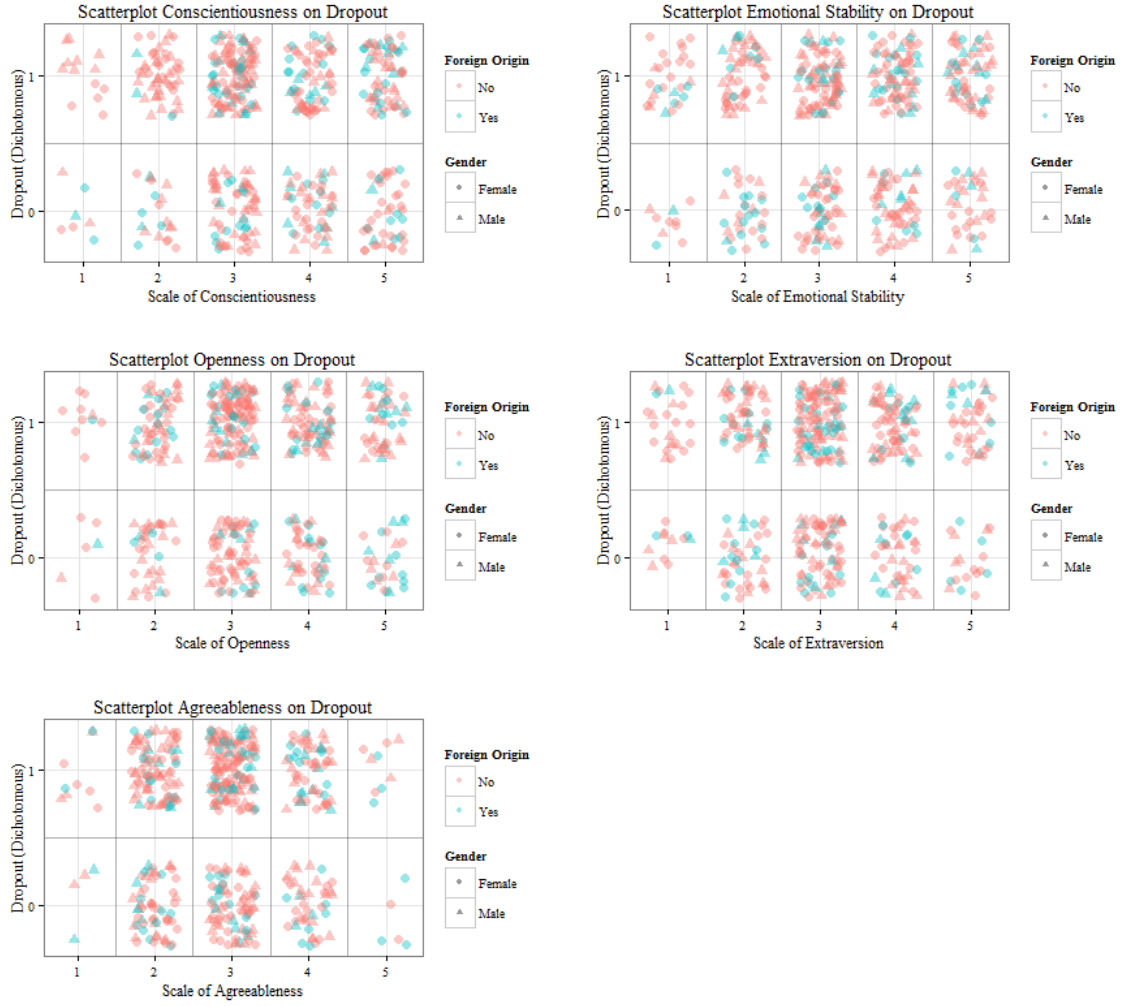 Scatterplot Conscientiousness on Dropout
Dropout (Dichotomous)
1
0
1 2 3 4 5
Scale of Conscientiousness
Foreign Origin
No
Yes
Gender
Female
Male
Scatterplot Emotional Stability on Dropout
Dropout (Dichotomous)
1
0
1 2 3 4 5
Scale of Emotional Stability
Foreign Origin
No
Yes
Gender
Female
Male
Scatterplot Openness on Dropout
Dropout (Dichotomous)
1
0
1 2 3 4 5
Scale of Openness
Foreign Origin
No
Yes
Gender
Female
Male
Scatterplot Extraversion on Dropout
Dropout (Dichotomous)
1
0
1 2 3 4 5
Scale of Extraversion
Foreign Origin
No
Yes
Gender
Female
Male
Scatterplot Agreeableness on Dropout
Dropout (Dichotomous)
1
0
1 2 3 4 5
Scale of Agreeableness
Foreign Origin
No
Yes
Gender
Female
Male